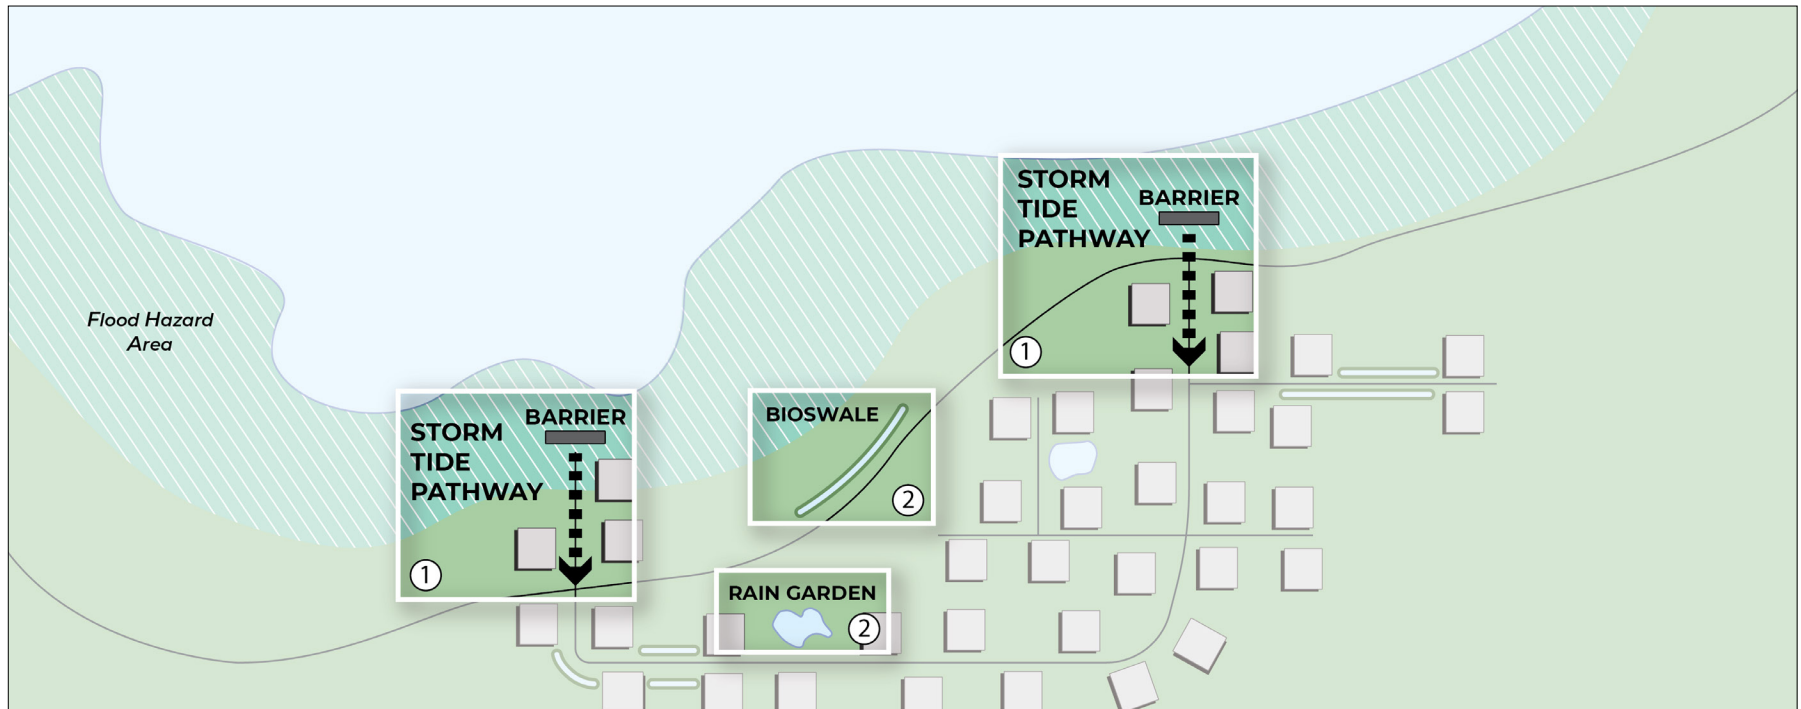 STORM
TIDE
PATHWAY
BARRIER
1
Flood Hazard
Area
STORM
TIDE
PATHWAY
BARRIER
1
BIOSWALE
2
RAIN GARDEN
2